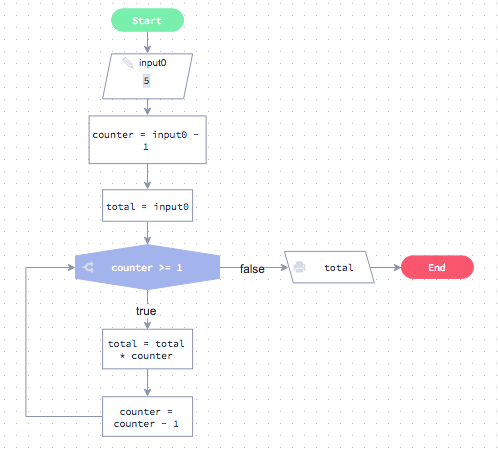 Start
input0
5
counter = input0 -
1
total = input0
counter >= 1
false
total
End
true
total = total
* counter
counter =
counter - 1